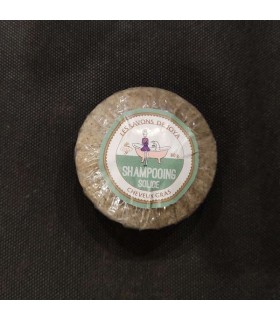 LES SAVONS DE JOYA
SHAMPOOING
SOLIDE
CHEVEUX GRAS